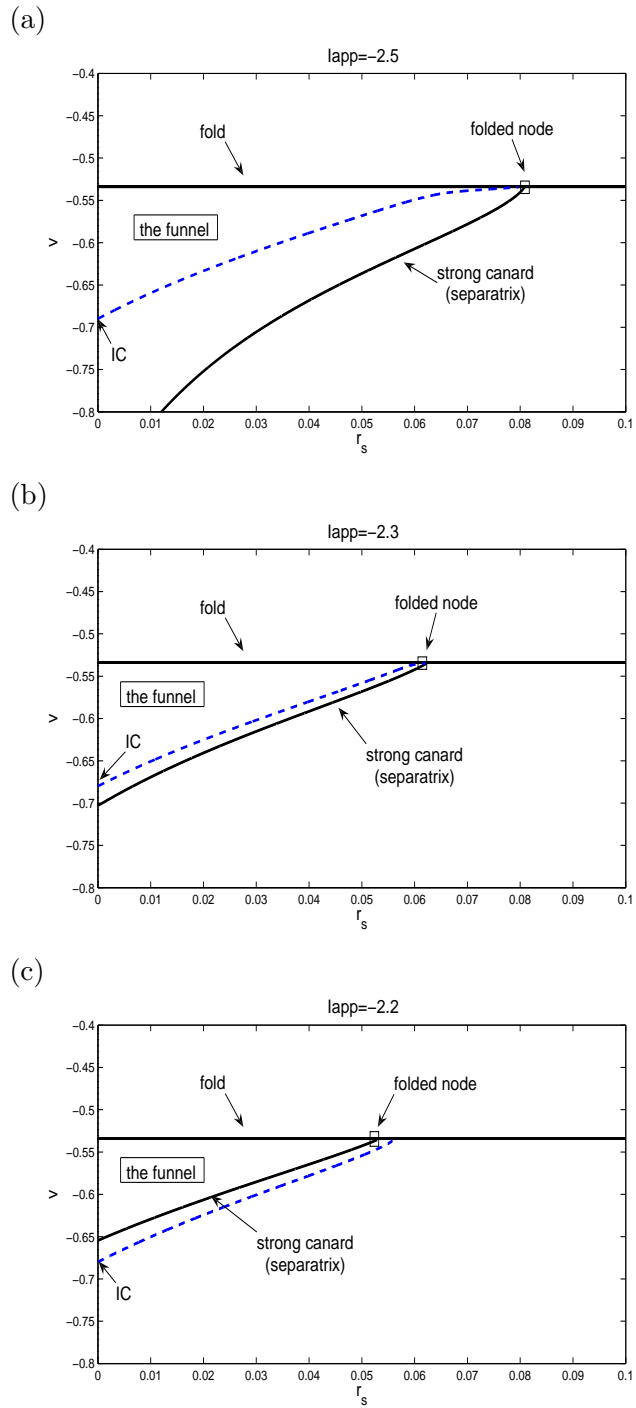 (a)
Iapp=−2.5
−0.4
−0.45
−0.5
−0.55
−0.6
−0.65
−0.7
−0.75
−0.8
v
fold
folded node
the funnel
strong canard
(separatrix)
IC
0 0.01 0.02 0.03 0.04 0.05 0.06 0.07 0.08 0.09 0.1
r_s
(b)
Iapp=−2.3
−0.4
−0.45
−0.5
−0.55
−0.6
−0.65
−0.7
−0.75
−0.8
v
fold
folded node
the funnel
IC
strong canard
(separatrix)
0 0.01 0.02 0.03 0.04 0.05 0.06 0.07 0.08 0.09 0.1
r_s
(c)
Iapp=−2.2
−0.4
−0.45
−0.5
−0.55
−0.6
−0.65
−0.7
−0.75
−0.8
v
fold
folded node
the funnel
strong canard
(separatrix)
IC
0 0.01 0.02 0.03 0.04 0.05 0.06 0.07 0.08 0.09 0.1
r_s